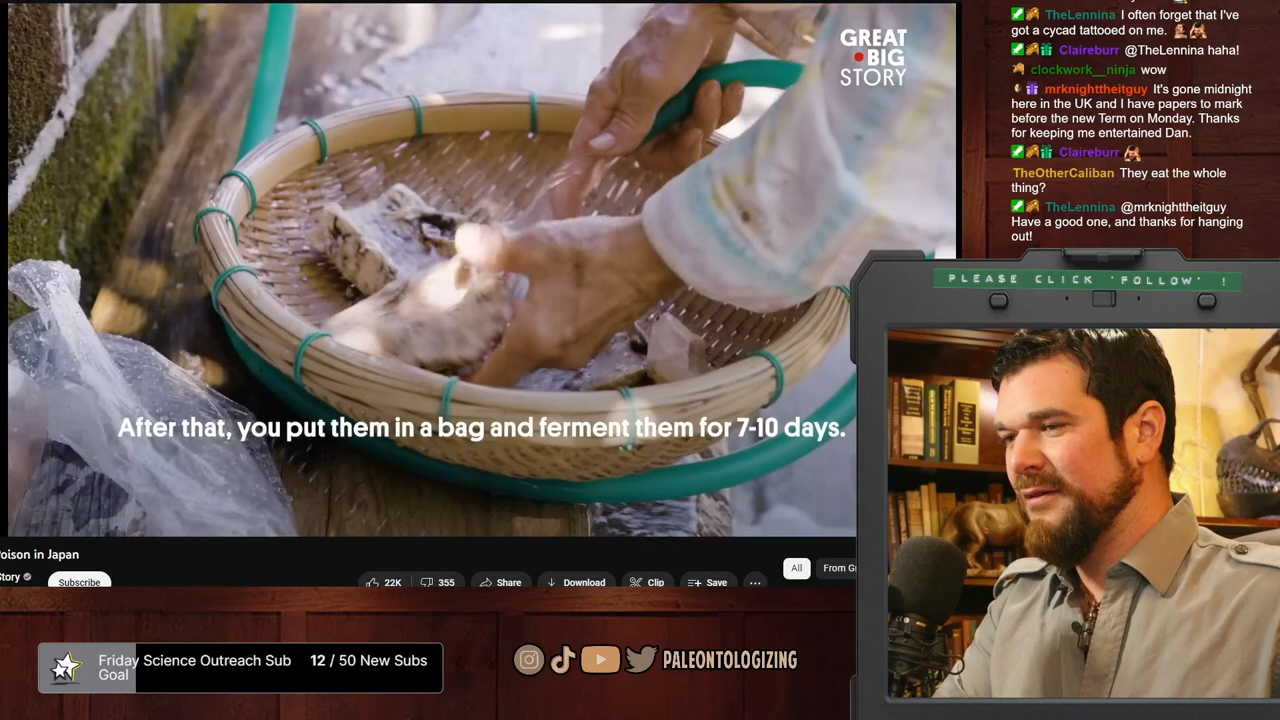 GREAT
BIG
STORY
After that, you put them in a bag and ferment them for 7-10 days.
oison in Japan
Story
Subscribe
22K
355
Share
Download
Clip
Save
...
All
From Gr
TheLennina I often forget that I've
got a cycad tattooed on me.
Claireburr @TheLennina haha!
clockwork__ninja wow
mrknighttheitguy It's gone midnight
here in the UK and I have papers to mark
before the new Term on Monday. Thanks
for keeping me entertained Dan.
Claireburr
TheOtherCaliban They eat the whole
thing?
TheLennina @mrknighttheitguy
Have a good one, and thanks for hanging
out!
PLEASE CLICK 'FOLLOW' !
Friday Science Outreach Sub
Goal
12 / 50 New Subs
PALEONTOLOGIZING